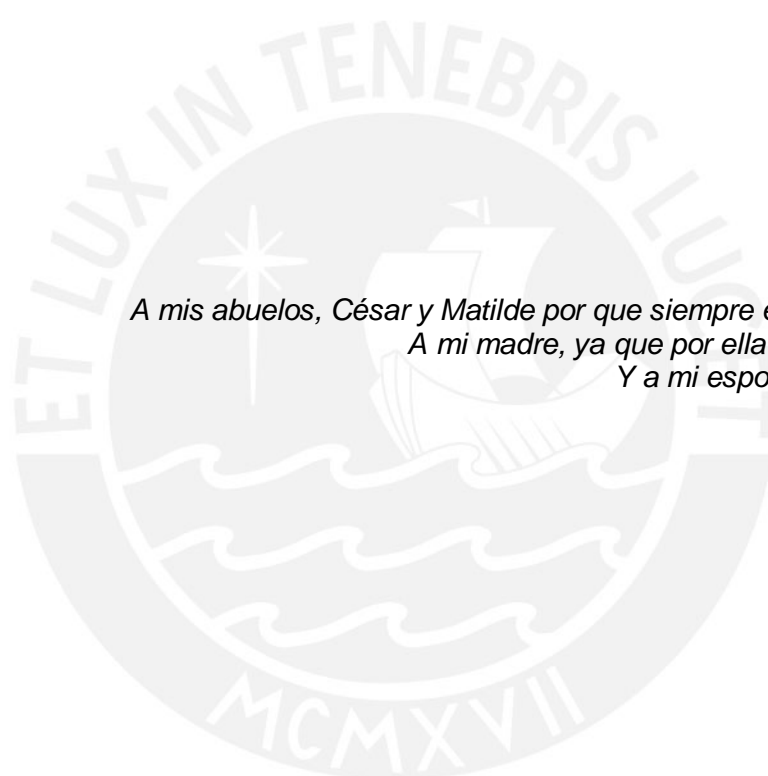 ET LUX IN TENEBRIS LUCET
A mis abuelos, César y Matilde por que siempre
A mi madre, ya que por ella
Y a mi
MCMXVII